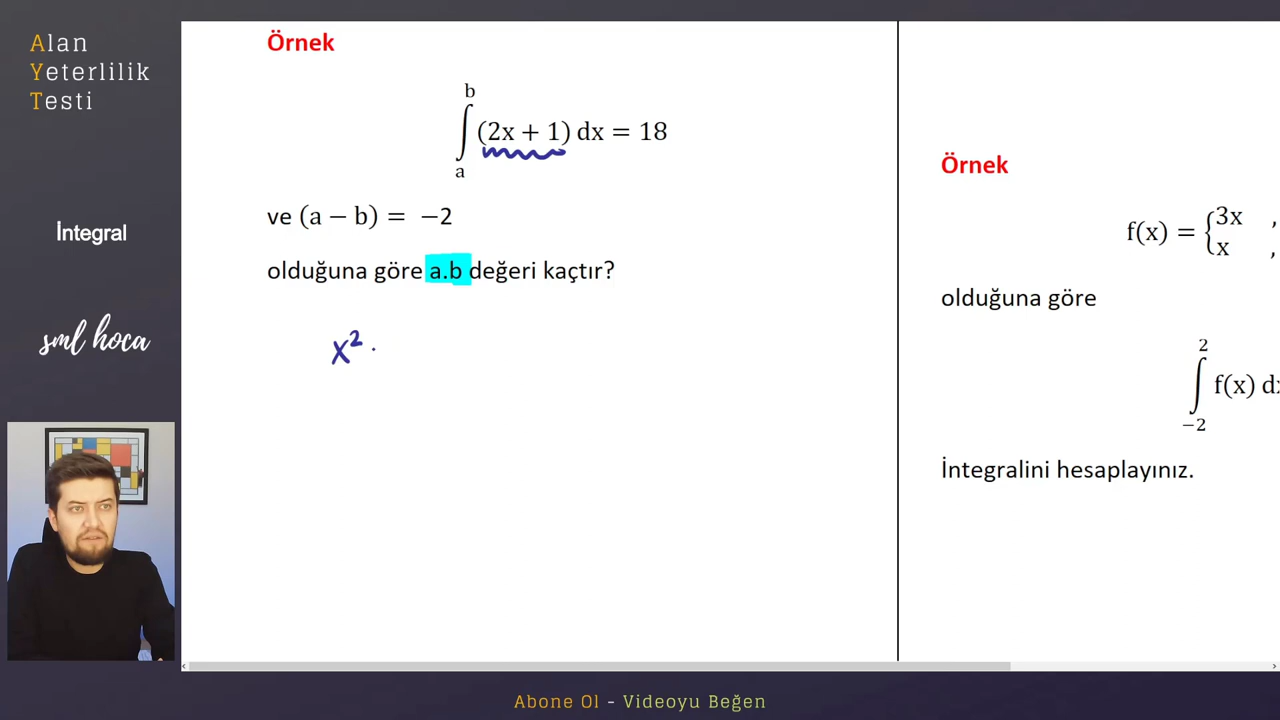 Alan
Yeterlilik
Testi
İntegral
sml hoca
Örnek
b
∫ (2x + 1) dx = 18
a
ve (a − b) = −2
olduğuna göre a.b değeri kaçtır?
x²
Örnek
f(x) = { 3x ,
x ,
olduğuna göre
2
∫ f(x) dx
−2
İntegralini hesaplayınız.
Abone Ol - Videoyu Beğen